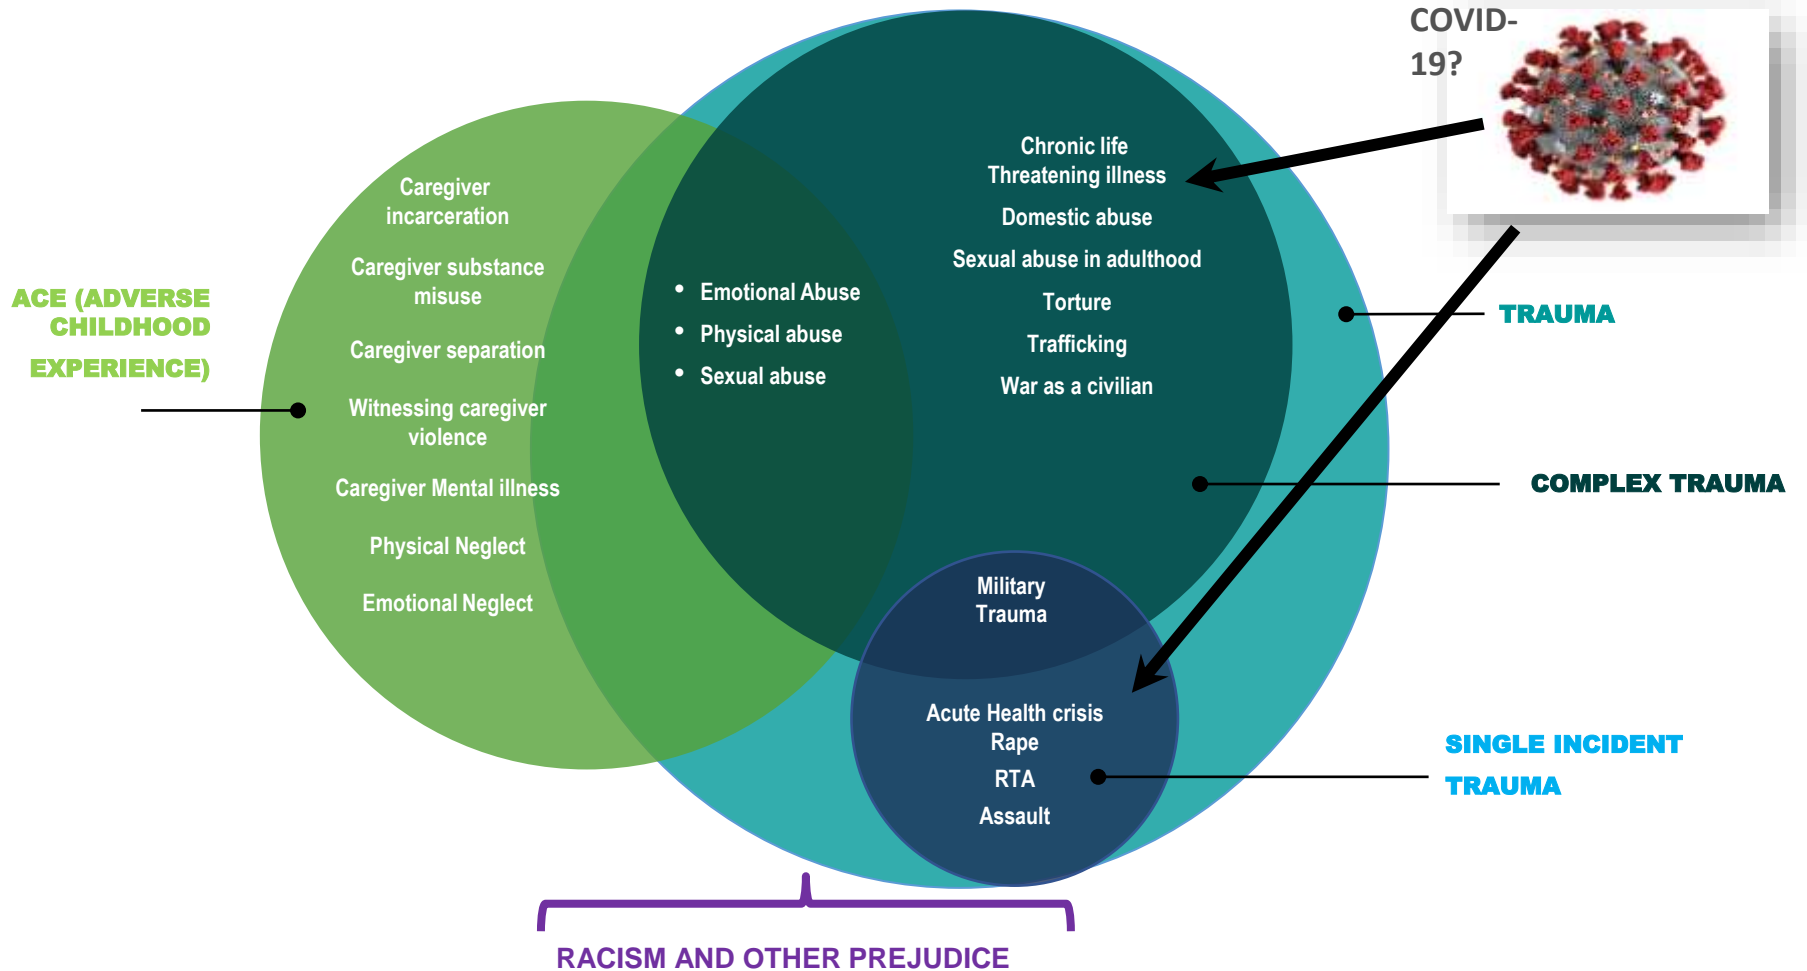 COVID-
19?
Caregiver
incarceration
Caregiver substance
misuse
Caregiver separation
Witnessing caregiver
violence
Caregiver Mental illness
Physical Neglect
Emotional Neglect
ACE (ADVERSE
CHILDHOOD
EXPERIENCE)
• Emotional Abuse
• Physical abuse
• Sexual abuse
Chronic life
Threatening illness
Domestic abuse
Sexual abuse in adulthood
Torture
Trafficking
War as a civilian
TRAUMA
COMPLEX TRAUMA
Military
Trauma
Acute Health crisis
Rape
RTA
Assault
SINGLE INCIDENT
TRAUMA
RACISM AND OTHER PREJUDICE